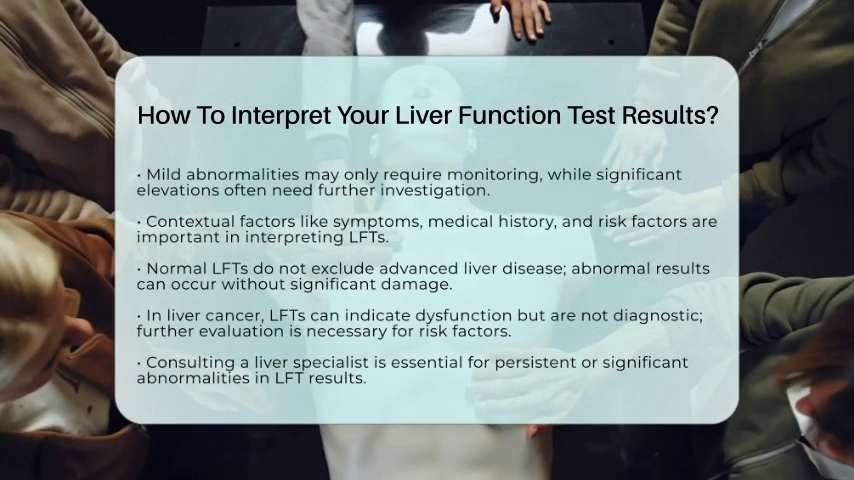 How To Interpret Your Liver Function Test Results?
• Mild abnormalities may only require monitoring, while significant
elevations often need further investigation.
• Contextual factors like symptoms, medical history, and risk factors are
important in interpreting LFTs.
• Normal LFTs do not exclude advanced liver disease; abnormal results
can occur without significant damage.
• In liver cancer, LFTs can indicate dysfunction but are not diagnostic;
further evaluation is necessary for risk factors.
• Consulting a liver specialist is essential for persistent or significant
abnormalities in LFT results.